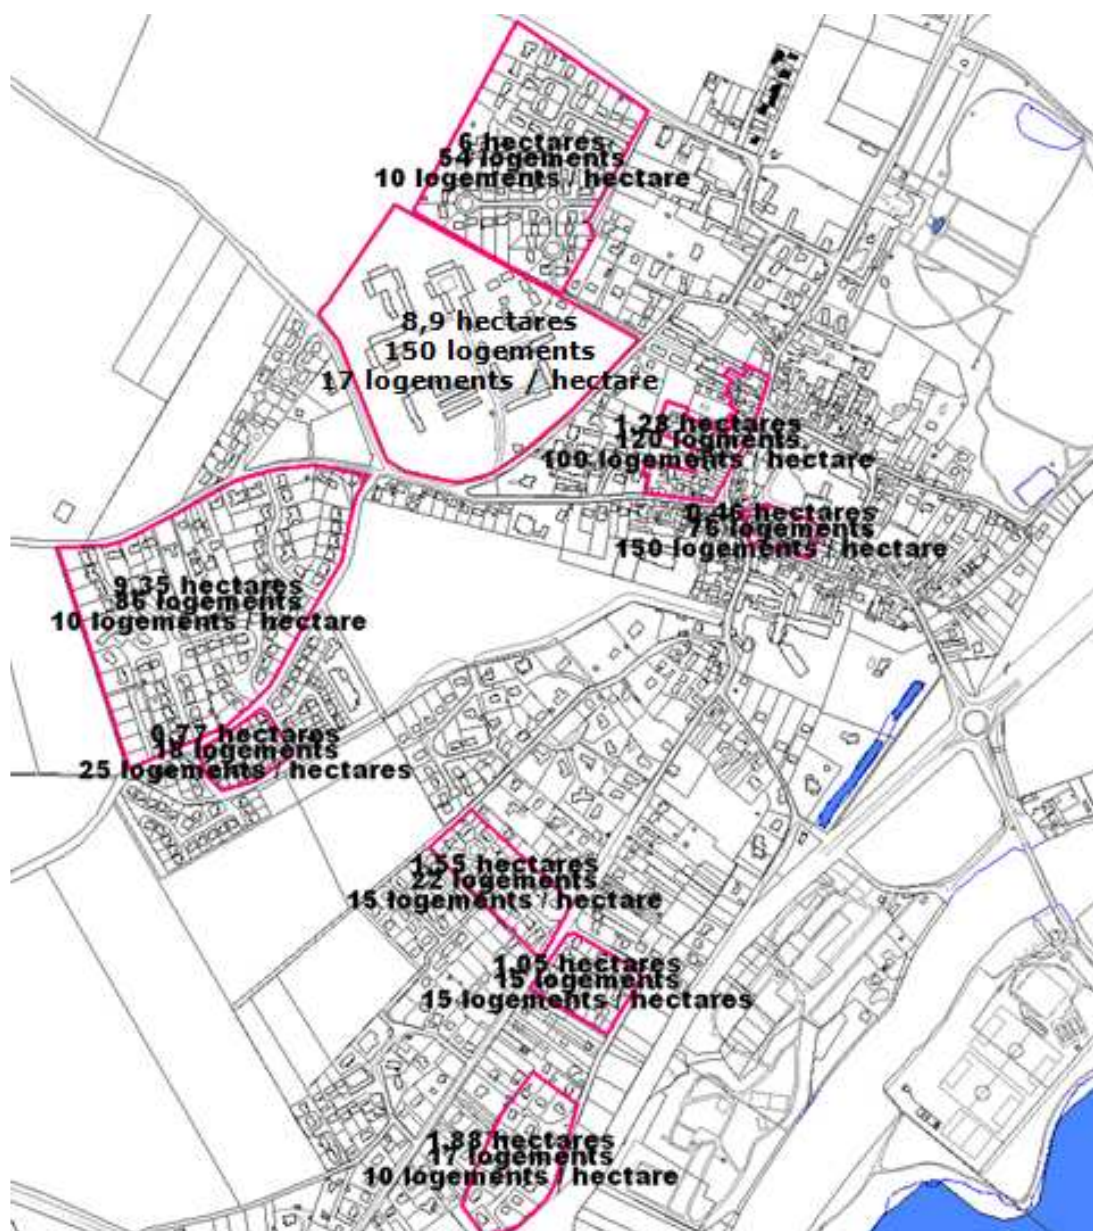 6 hectares
54 logements
10 logements / hectare
8,9 hectares
150 logements
17 logements / hectare
1,28 hectares
120 logments
100 logements / hectare
0,46 hectares
76 logements
150 logements / hectare
9,35 hectares
86 logements
10 logements / hectare
0,77 hectares
18 logements
25 logements / hectares
1,55 hectares
22 logements
15 logements / hectare
1,05 hectares
15 logements
15 logements / hectares
1,88 hectares
17 logements
10 logements / hectare